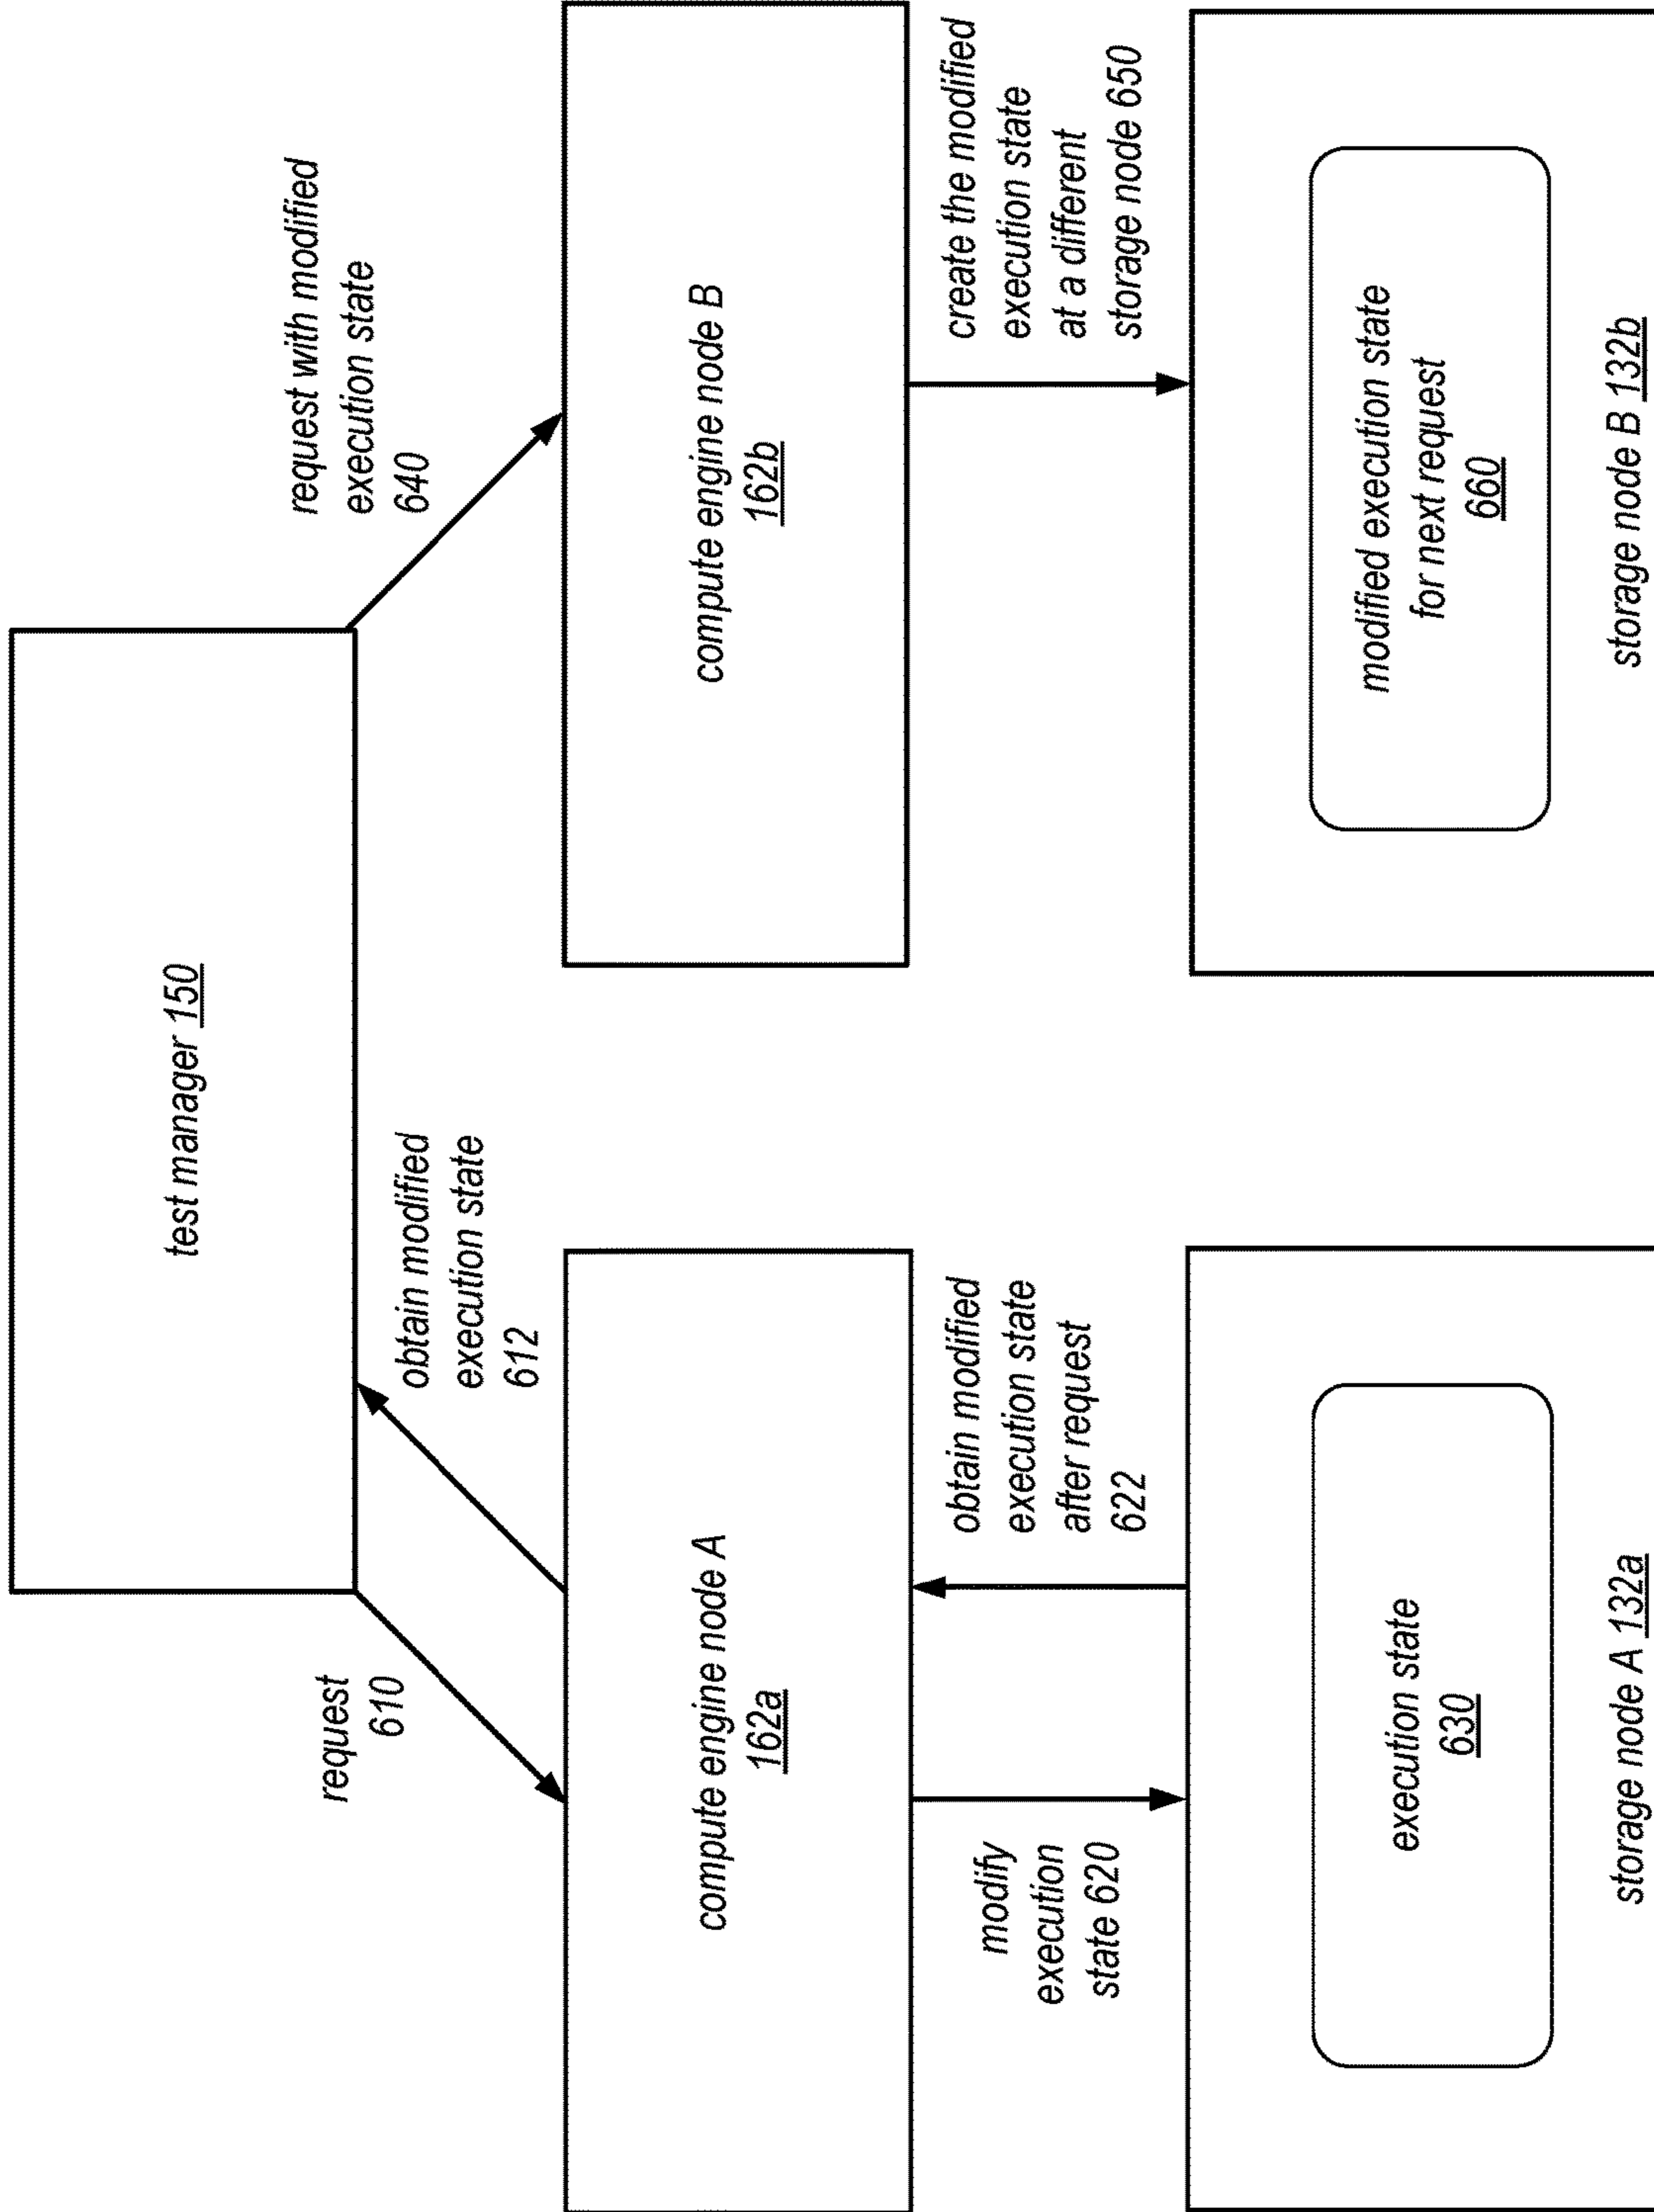 test manager 150
request
610
obtain modified
execution state
612
request with modified
execution state
640
compute engine node A
162a
compute engine node B
162b
modify
execution
state 620
obtain modified
execution state
after request
622
create the modified
execution state
at a different
storage node 650
execution state
630
storage node A 132a
modified execution state
for next request
660
storage node B 132b